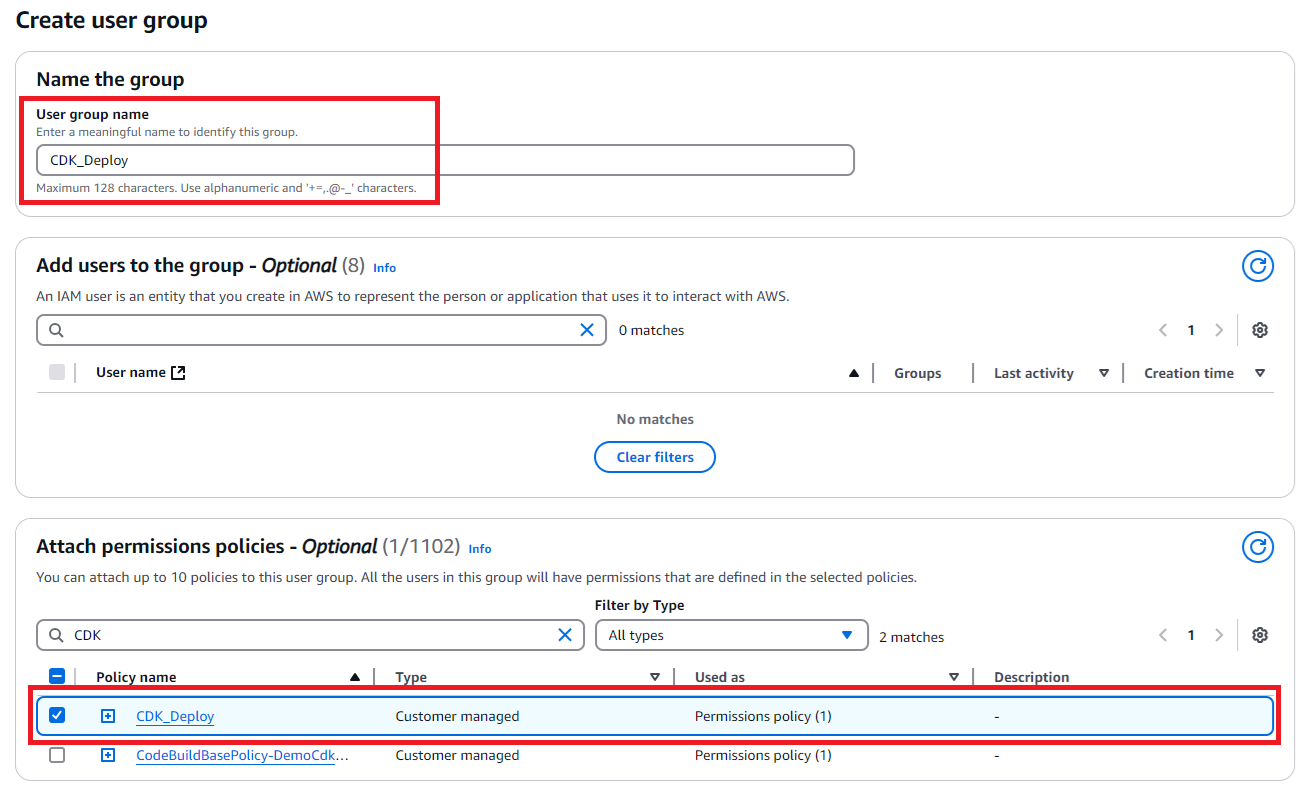 Create user group
Name the group
User group name
Enter a meaningful name to identify this group.
CDK_Deploy
Maximum 128 characters. Use alphanumeric and '+=,.@-_' characters.
Add users to the group - Optional (8) Info
An IAM user is an entity that you create in AWS to represent the person or application that uses it to interact with AWS.
0 matches 1
User name Groups Last activity Creation time
No matches
Clear filters
Attach permissions policies - Optional (1/1102) Info
You can attach up to 10 policies to this user group. All the users in this group will have permissions that are defined in the selected policies.
Filter by Type
CDK All types 2 matches 1
Policy name Type Used as Description
CDK_Deploy Customer managed Permissions policy (1) -
CodeBuildBasePolicy-DemoCdk... Customer managed Permissions policy (1) -